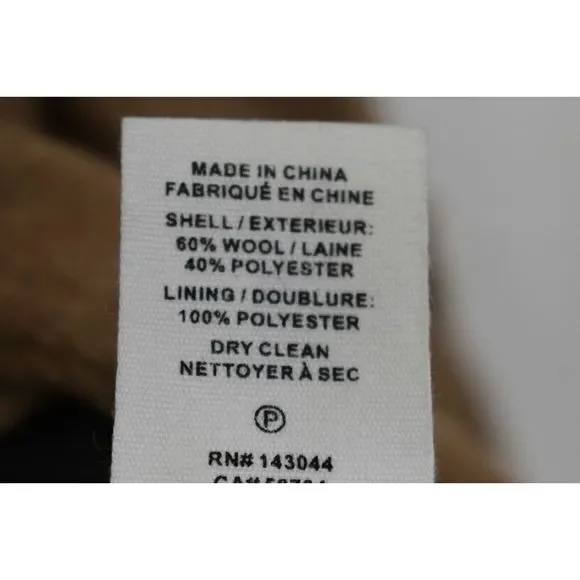 MADE IN CHINA
FABRIQUÉ EN CHINE
SHELL / EXTERIEUR:
60% WOOL / LAINE
40% POLYESTER
LINING / DOUBLURE:
100% POLYESTER
DRY CLEAN
NETTOYER À SEC
P
RN# 143044